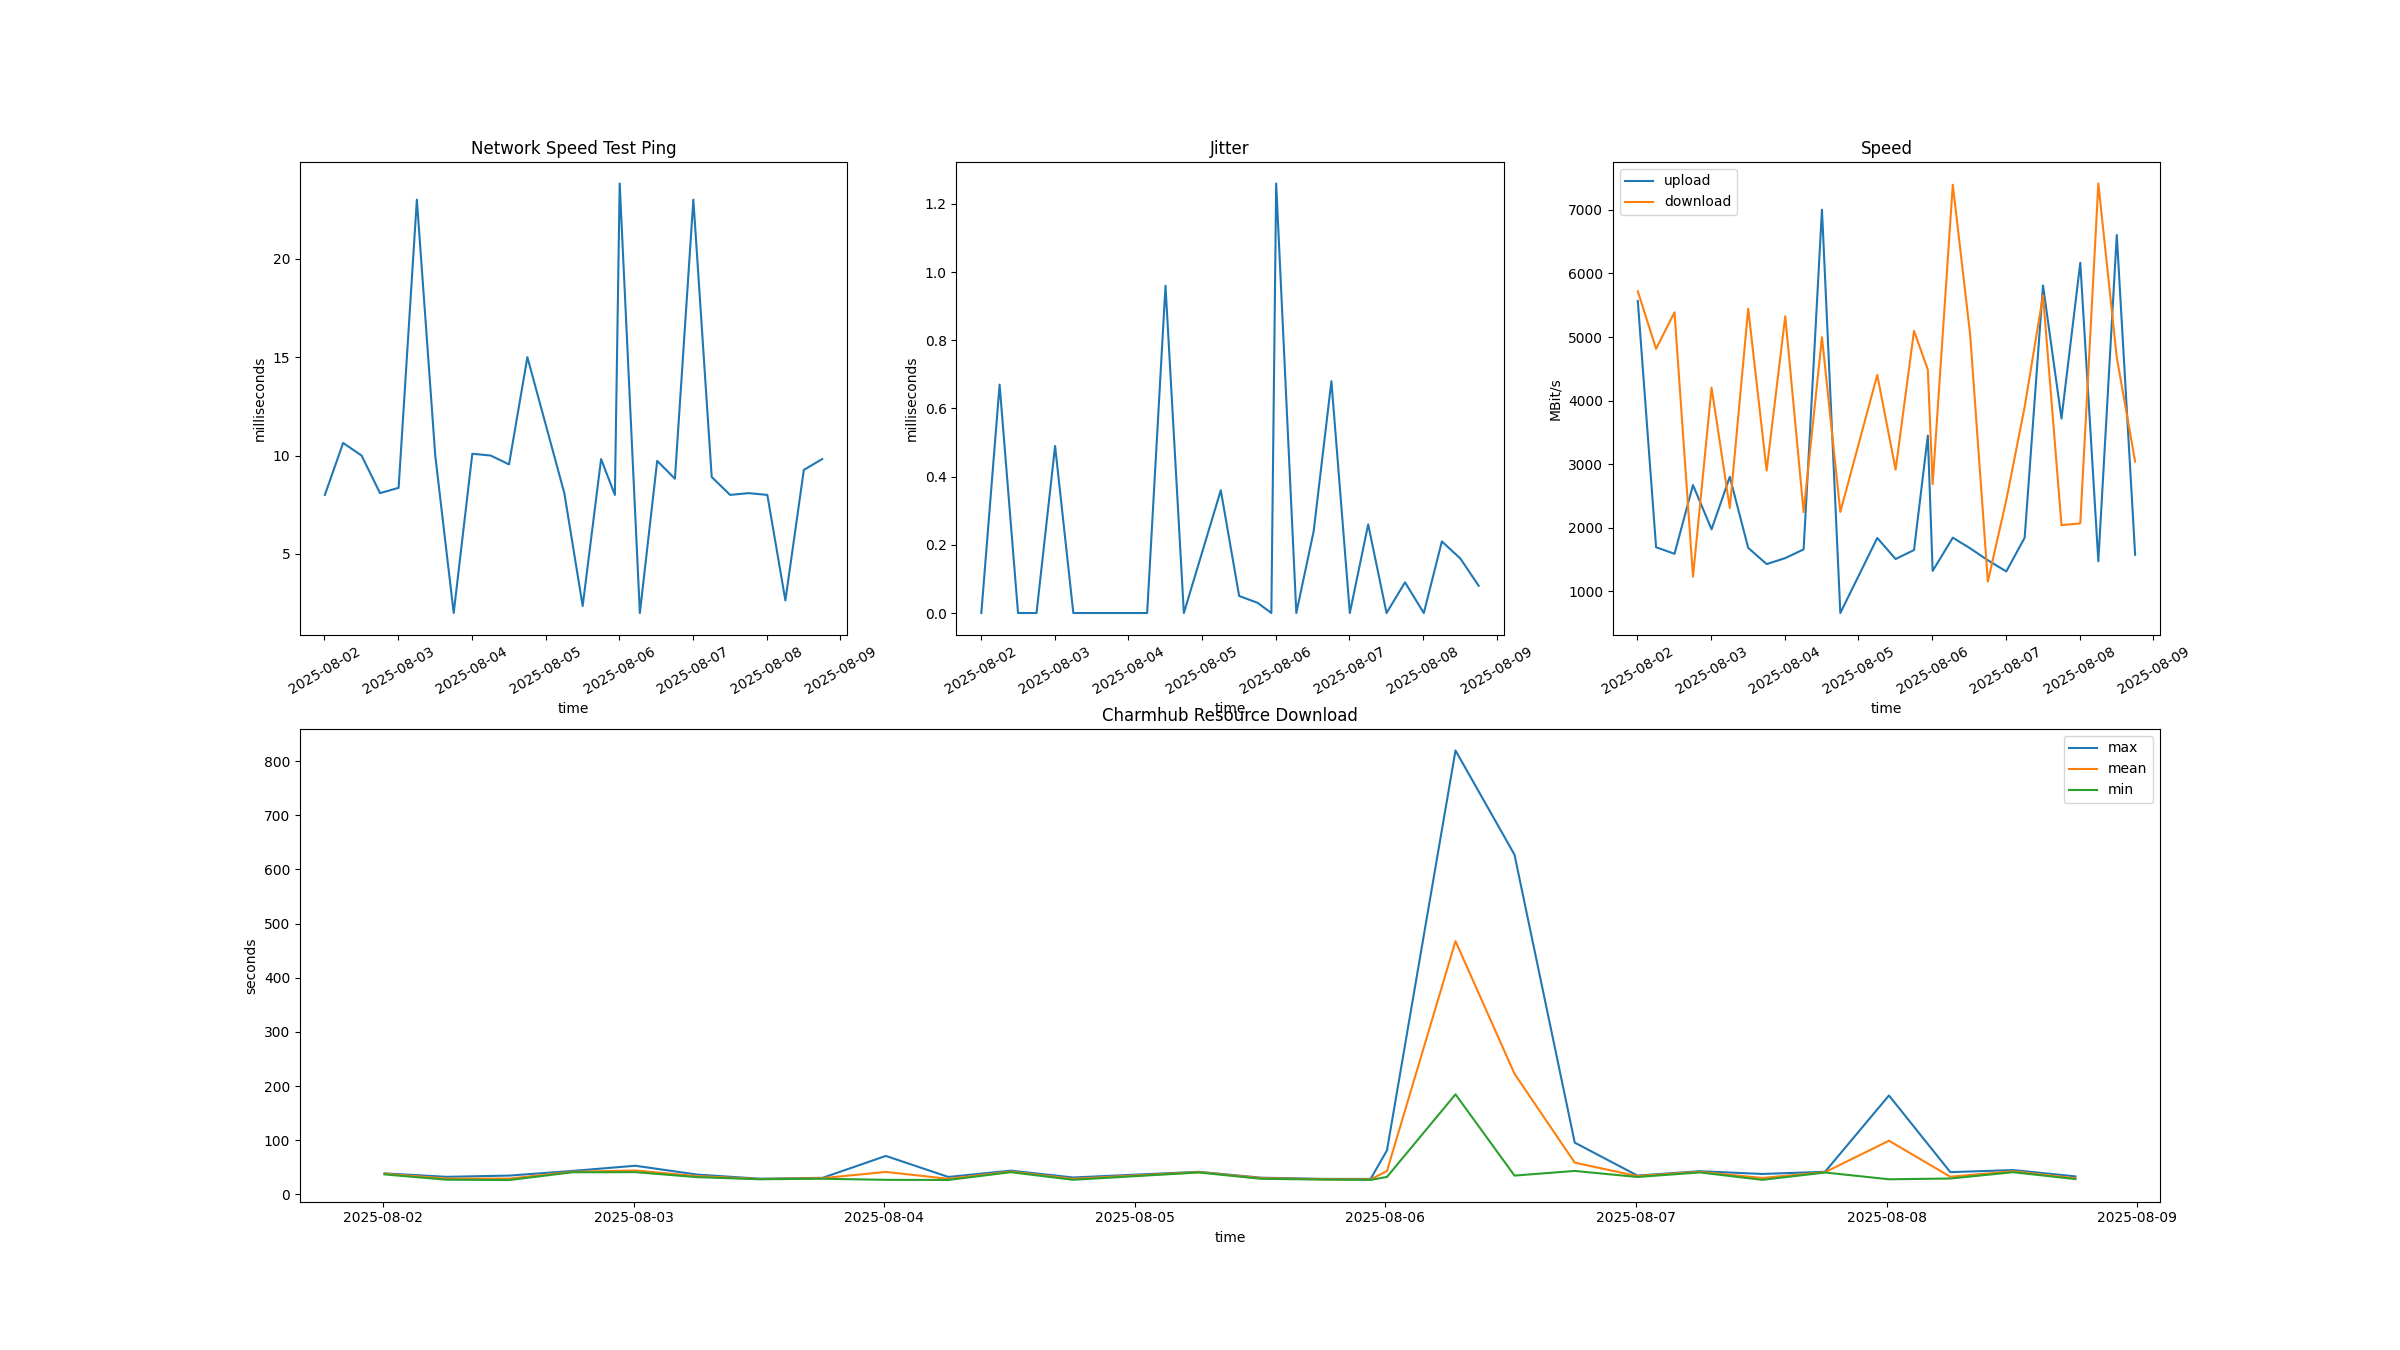 Network Speed Test Ping
milliseconds
20
15
10
5
2025-08-02 2025-08-03 2025-08-04 2025-08-05 2025-08-06 2025-08-07 2025-08-08 2025-08-09
time
Jitter
milliseconds
1.2
1.0
0.8
0.6
0.4
0.2
0.0
2025-08-02 2025-08-03 2025-08-04 2025-08-05 2025-08-06 2025-08-07 2025-08-08 2025-08-09
time
Speed
upload
download
MBit/s
7000
6000
5000
4000
3000
2000
1000
2025-08-02 2025-08-03 2025-08-04 2025-08-05 2025-08-06 2025-08-07 2025-08-08 2025-08-09
time
Charmhub Resource Download
max
mean
min
seconds
800
700
600
500
400
300
200
100
0
2025-08-02 2025-08-03 2025-08-04 2025-08-05 2025-08-06 2025-08-07 2025-08-08 2025-08-09
time